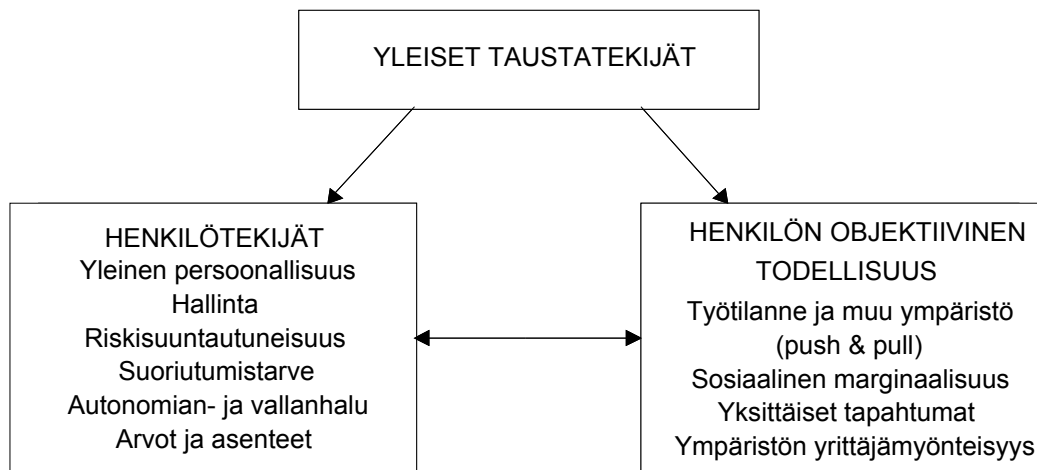 YLEISET TAUSTATEKIJÄT
HENKILÖTEKIJÄT
Yleinen persoonallisuus
Hallinta
Riskisuuntautuneisuus
Suoriutumistarve
Autonomian- ja vallanhalu
Arvot ja asenteet
HENKILÖN OBJEKTIIVINEN
TODELLISUUS
Työtilanne ja muu ympäristö
(push & pull)
Sosiaalinen marginaalisuus
Yksittäiset tapahtumat
Ympäristön yrittäjämyönteisyys